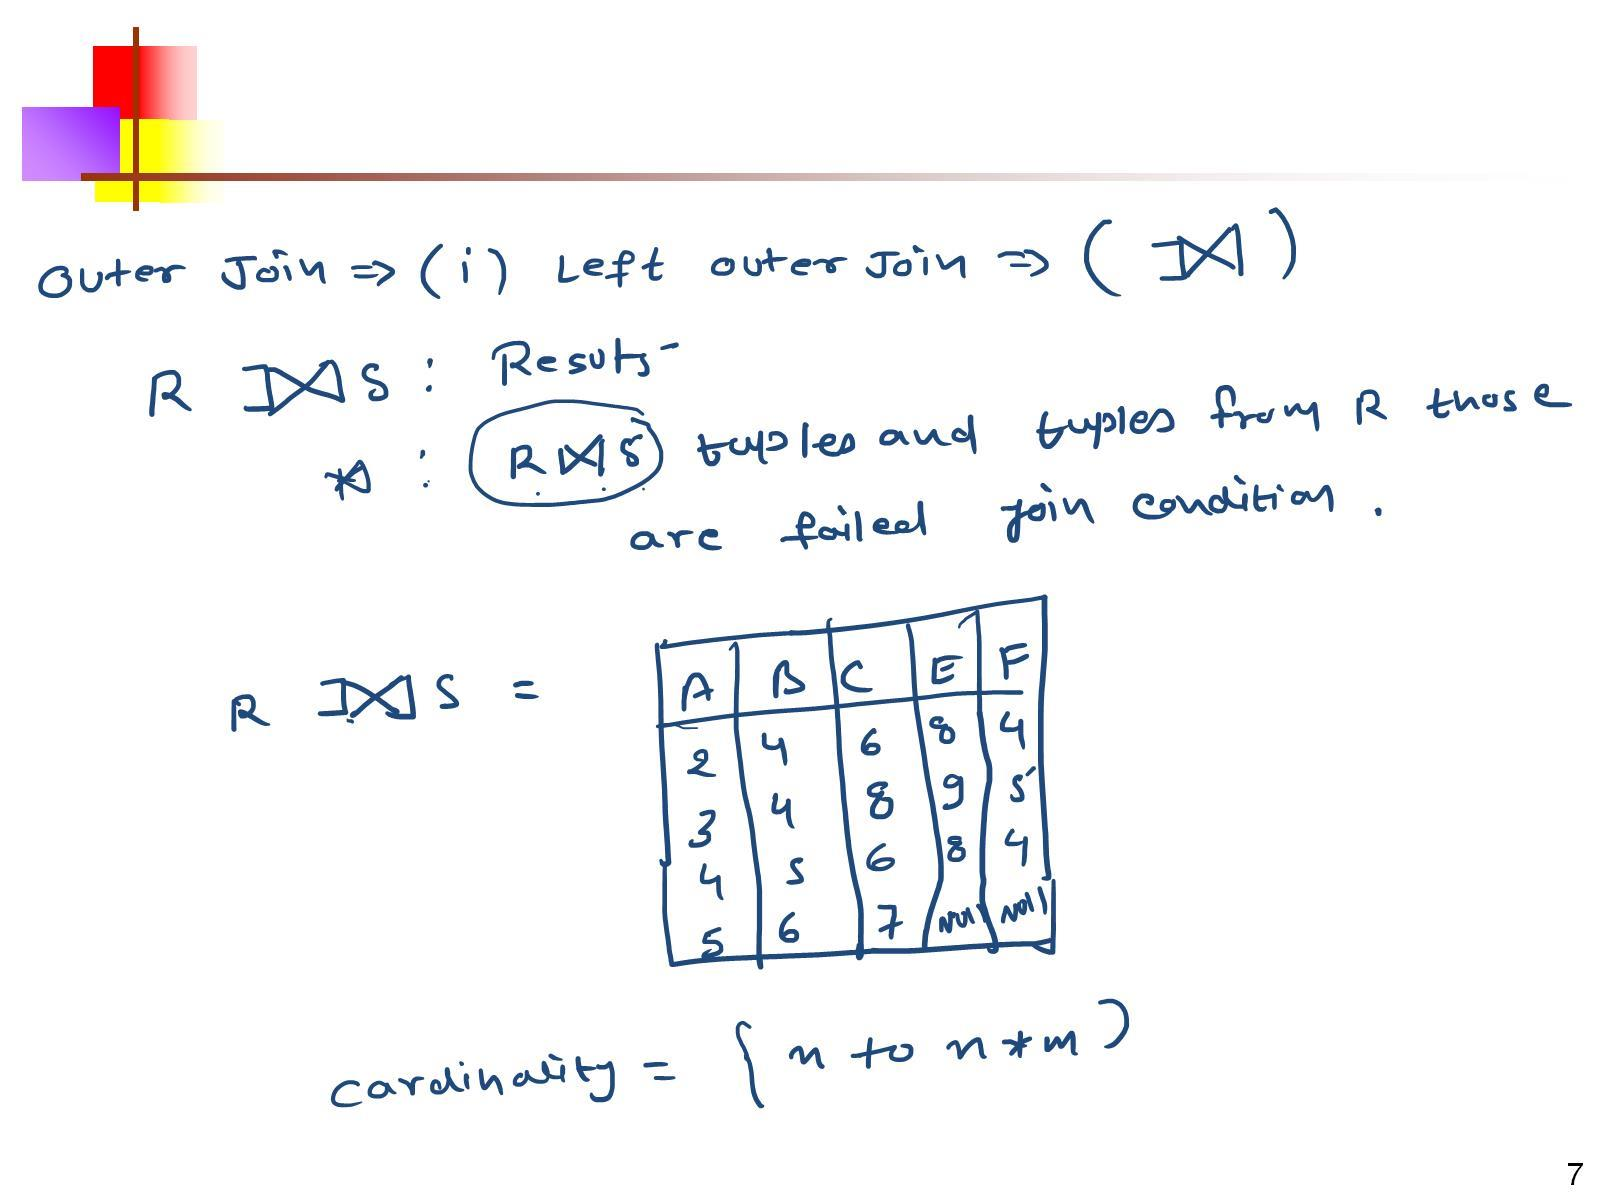 Outer Join ⇒ (i) Left outer Join ⇒ ( ⟕ )
R ⟕ S : Resuts-
* : R ⋈ S tuples and tuples from R those
are failed join condition .
R ⟕ S =
A B C E F
2 4 6 8 4
3 4 8 9 5
4 5 6 8 4
5 6 7 null null
cardinality = { n to n * m )
7